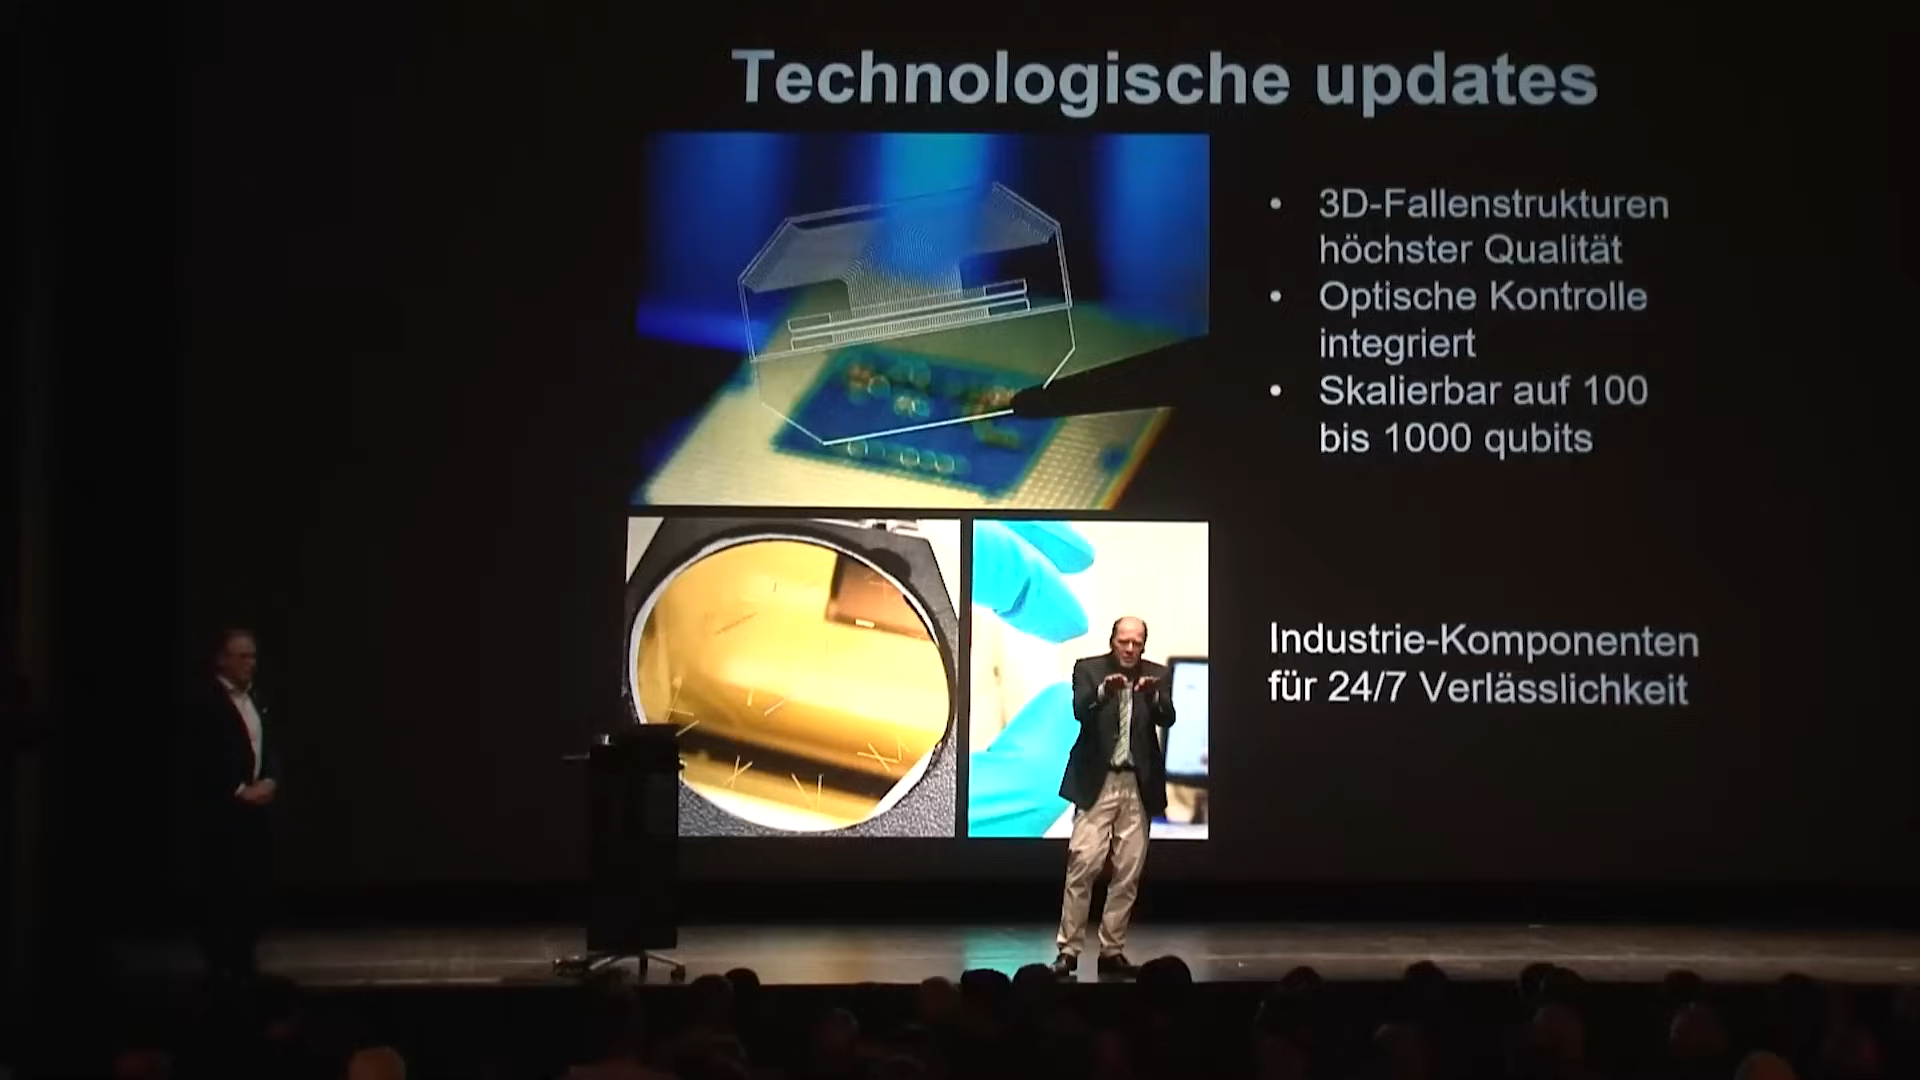 Technologische updates
• 3D-Fallenstrukturen
höchster Qualität
• Optische Kontrolle
integriert
• Skalierbar auf 100
bis 1000 qubits
Industrie-Komponenten
für 24/7 Verlässlichkeit